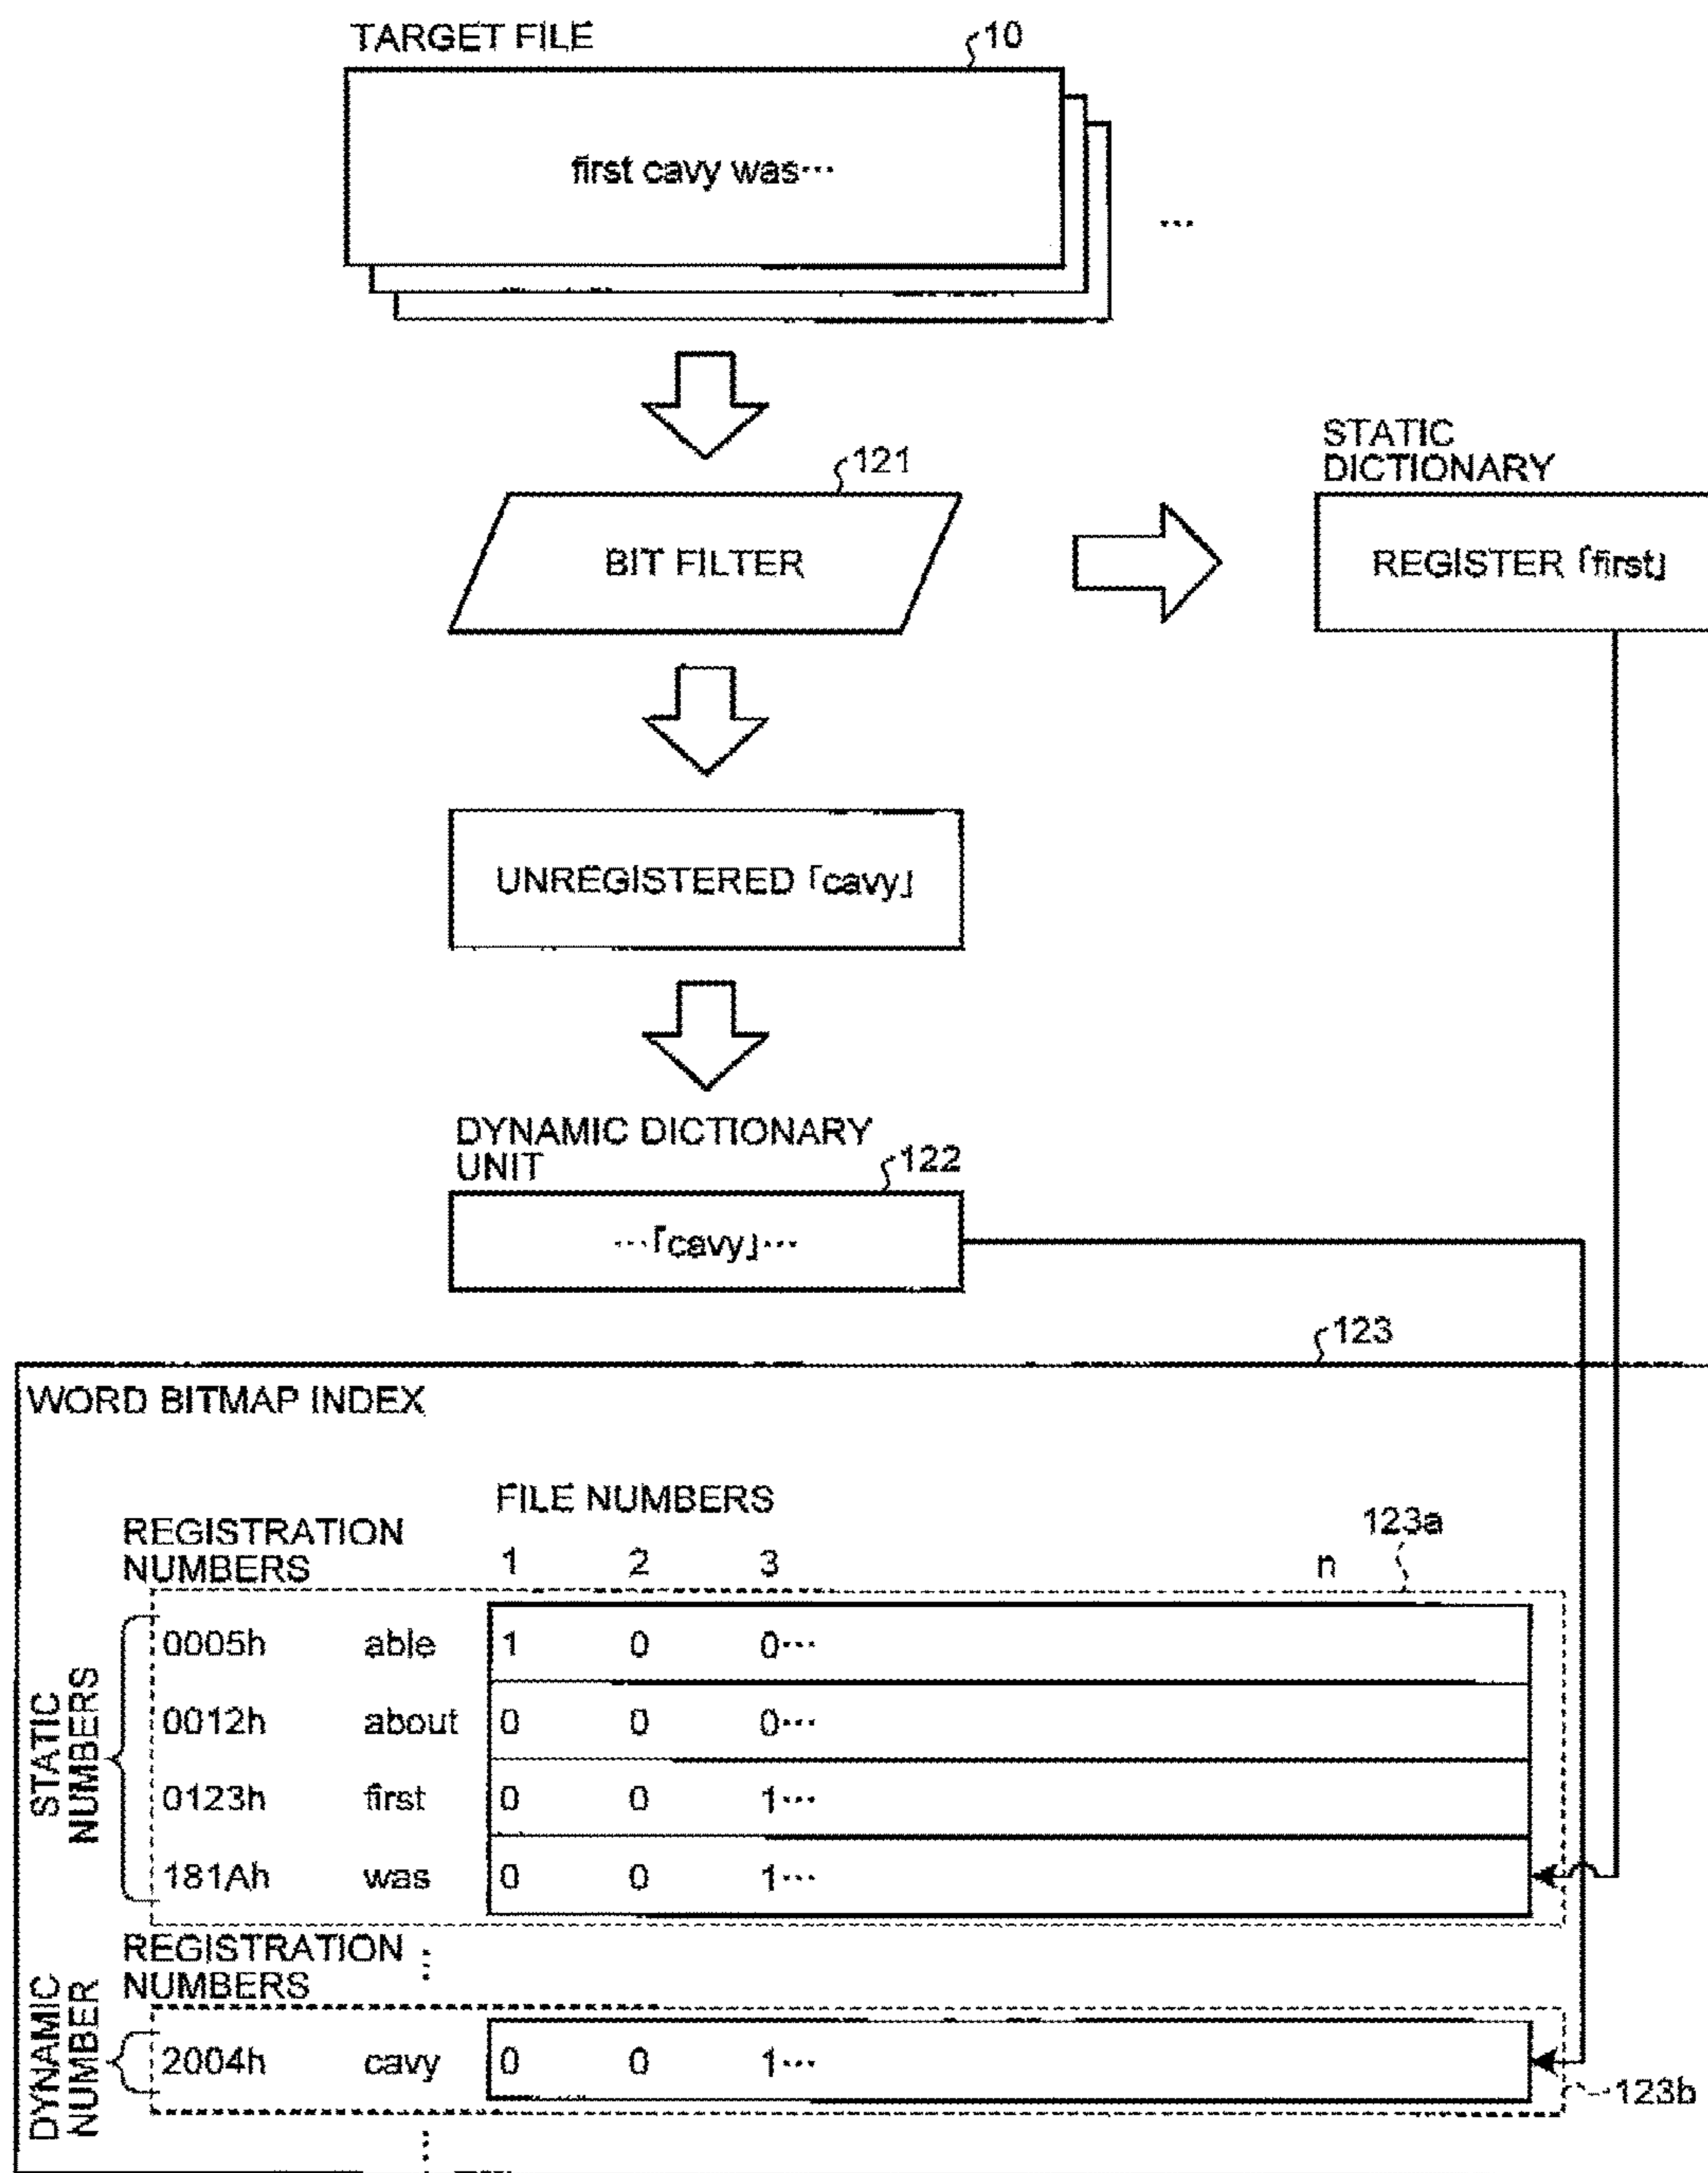 TARGET FILE
10
first cavy was…
…
121
BIT FILTER
STATIC
DICTIONARY
REGISTER「first」
UNREGISTERED「cavy」
DYNAMIC DICTIONARY
UNIT
122
…「cavy」…
123
WORD BITMAP INDEX
FILE NUMBERS
REGISTRATION
NUMBERS
1 2 3 n
123a
STATIC
NUMBERS
0005h able 1 0 0…
0012h about 0 0 0…
0123h first 0 0 1…
181Ah was 0 0 1…
REGISTRATION
NUMBERS
DYNAMIC
NUMBER
2004h cavy 0 0 1…
123b